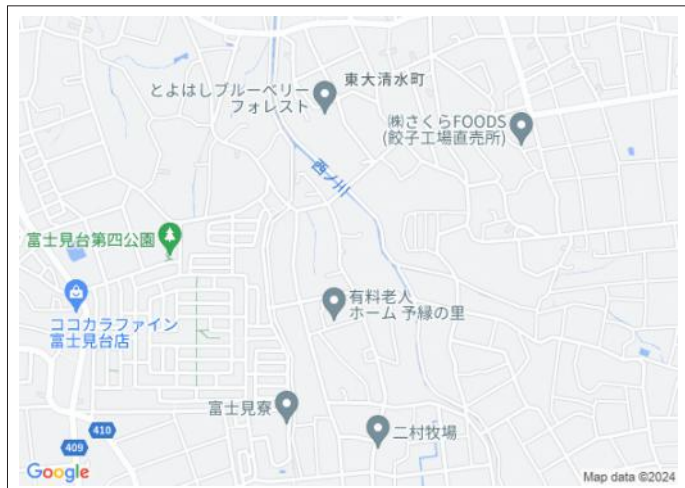 東大清水町
とよはしブルーベリー
フォレスト
㈱さくらFOODS
(餃子工場直売所)
西ノ川
富士見台第四公園
有料老人
ホーム 予縁の里
ココカラファイン
富士見台店
富士見寮
410
二村牧場
409
Google
Map data ©2024